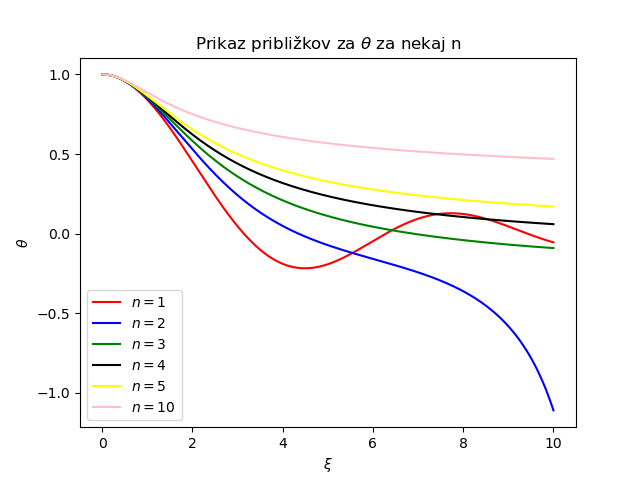 Prikaz približkov za θ za nekaj n
1.0
0.5
0.0
−0.5
−1.0
θ
n = 1
n = 2
n = 3
n = 4
n = 5
n = 10
0 2 4 6 8 10
ξ